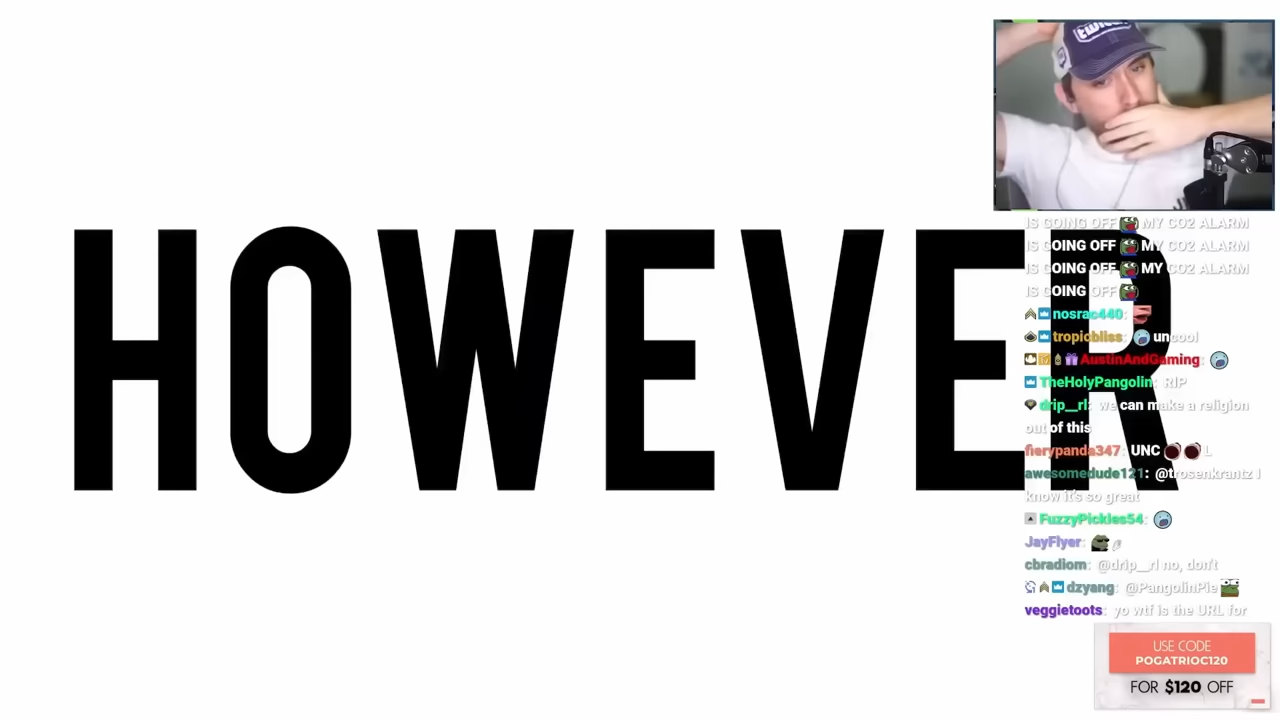 twitch
HOWEVER
IS GOING OFF MY CO2 ALARM
IS GOING OFF MY CO2 ALARM
IS GOING OFF MY CO2 ALARM
IS GOING OFF
nosrac440:
tropicbliss: uncool
AustinAndGaming:
TheHolyPangolin: RIP
drip__rl: we can make a religion
out of this
fierypanda347: UNC L
awesomedude121: @trosenkrantz I
know it's so great
FuzzyPickles54:
JayFlyer:
cbradiom: @drip__rl no, don't
dzyang: @PangolinPie
veggietoots: yo wtf is the URL for
USE CODE
POGATRIOC120
FOR $120 OFF